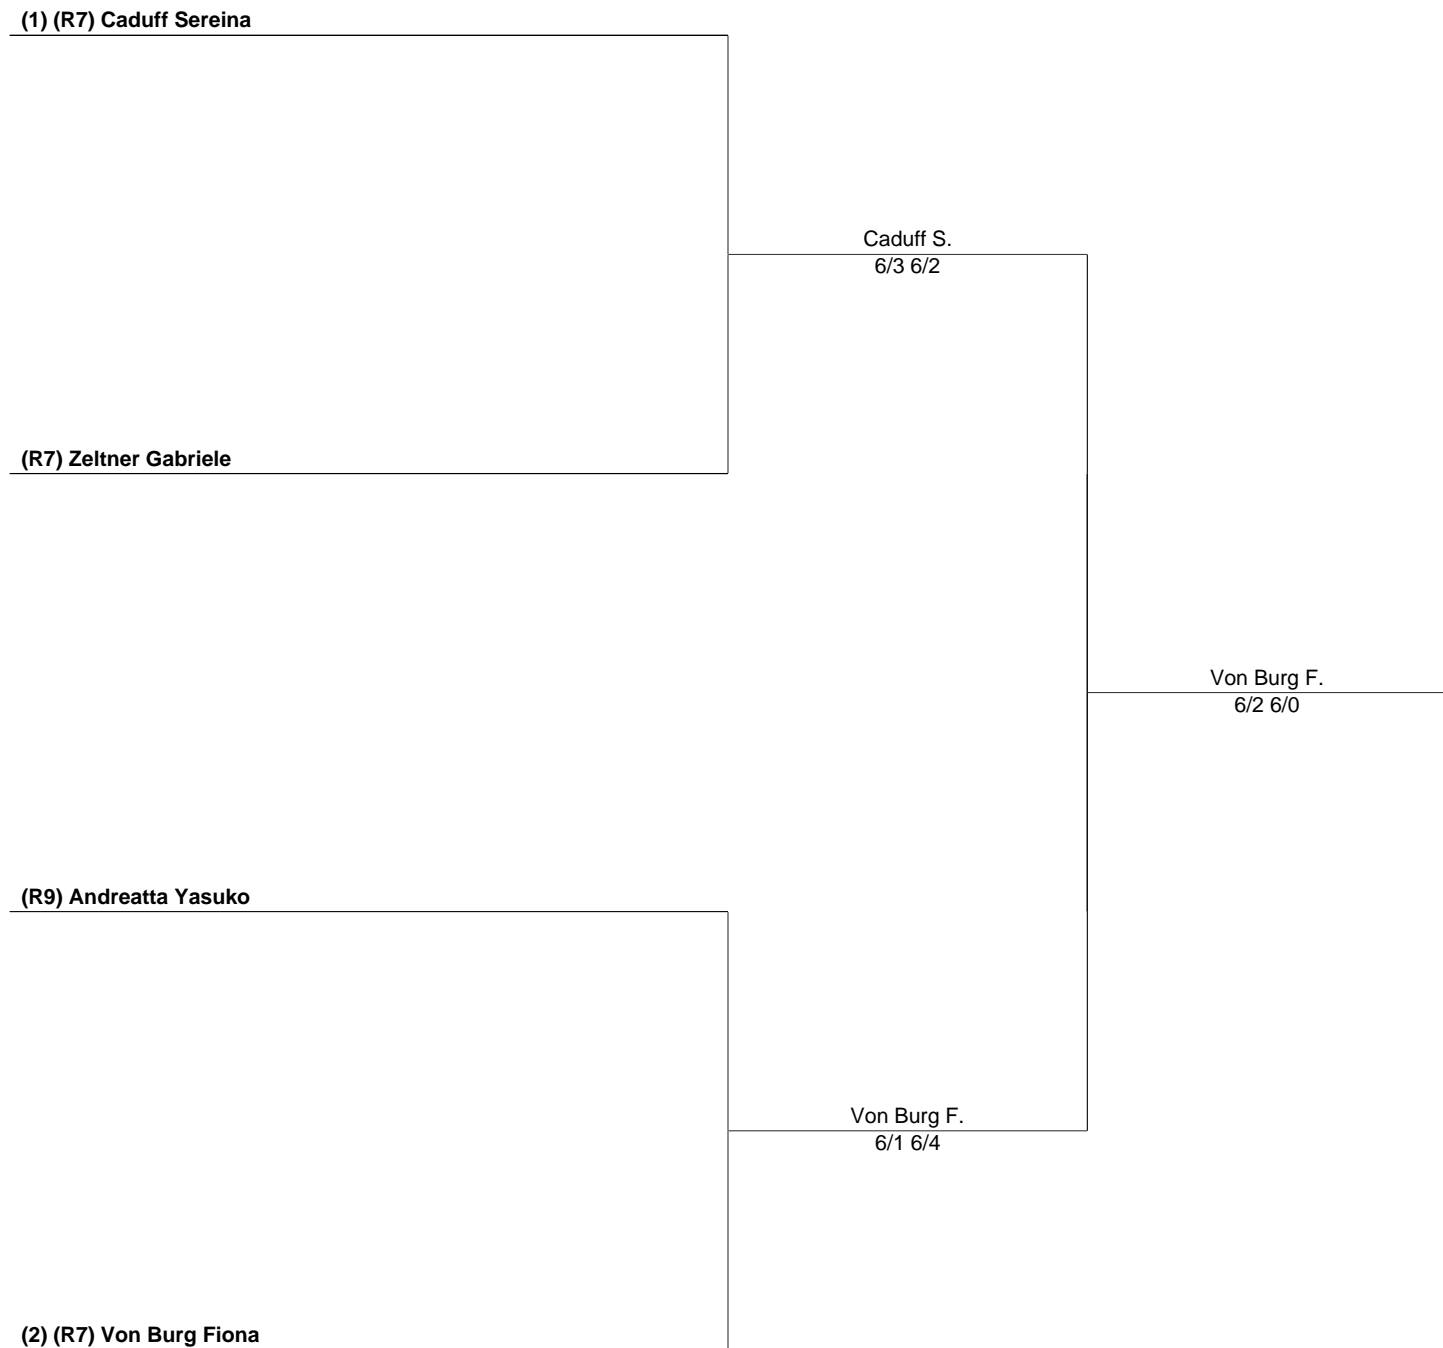 (1) (R7) Caduff Sereina
Caduff S.
6/3 6/2
(R7) Zeltner Gabriele
Von Burg F.
6/2 6/0
(R9) Andreatta Yasuko
Von Burg F.
6/1 6/4
(2) (R7) Von Burg Fiona